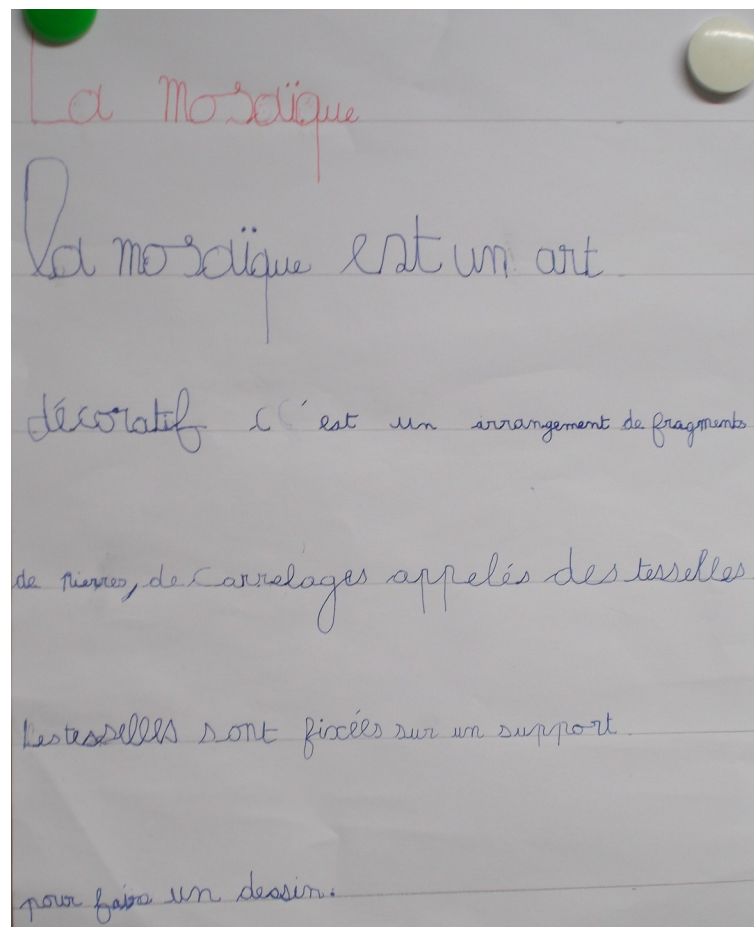 La mosaïque
La mosaïque est un art
décoratif c'est un arrangement de fragments
de pierres, de carrelages appelés des tesselles
Les tesselles sont fixées sur un support.
pour faire un dessin.